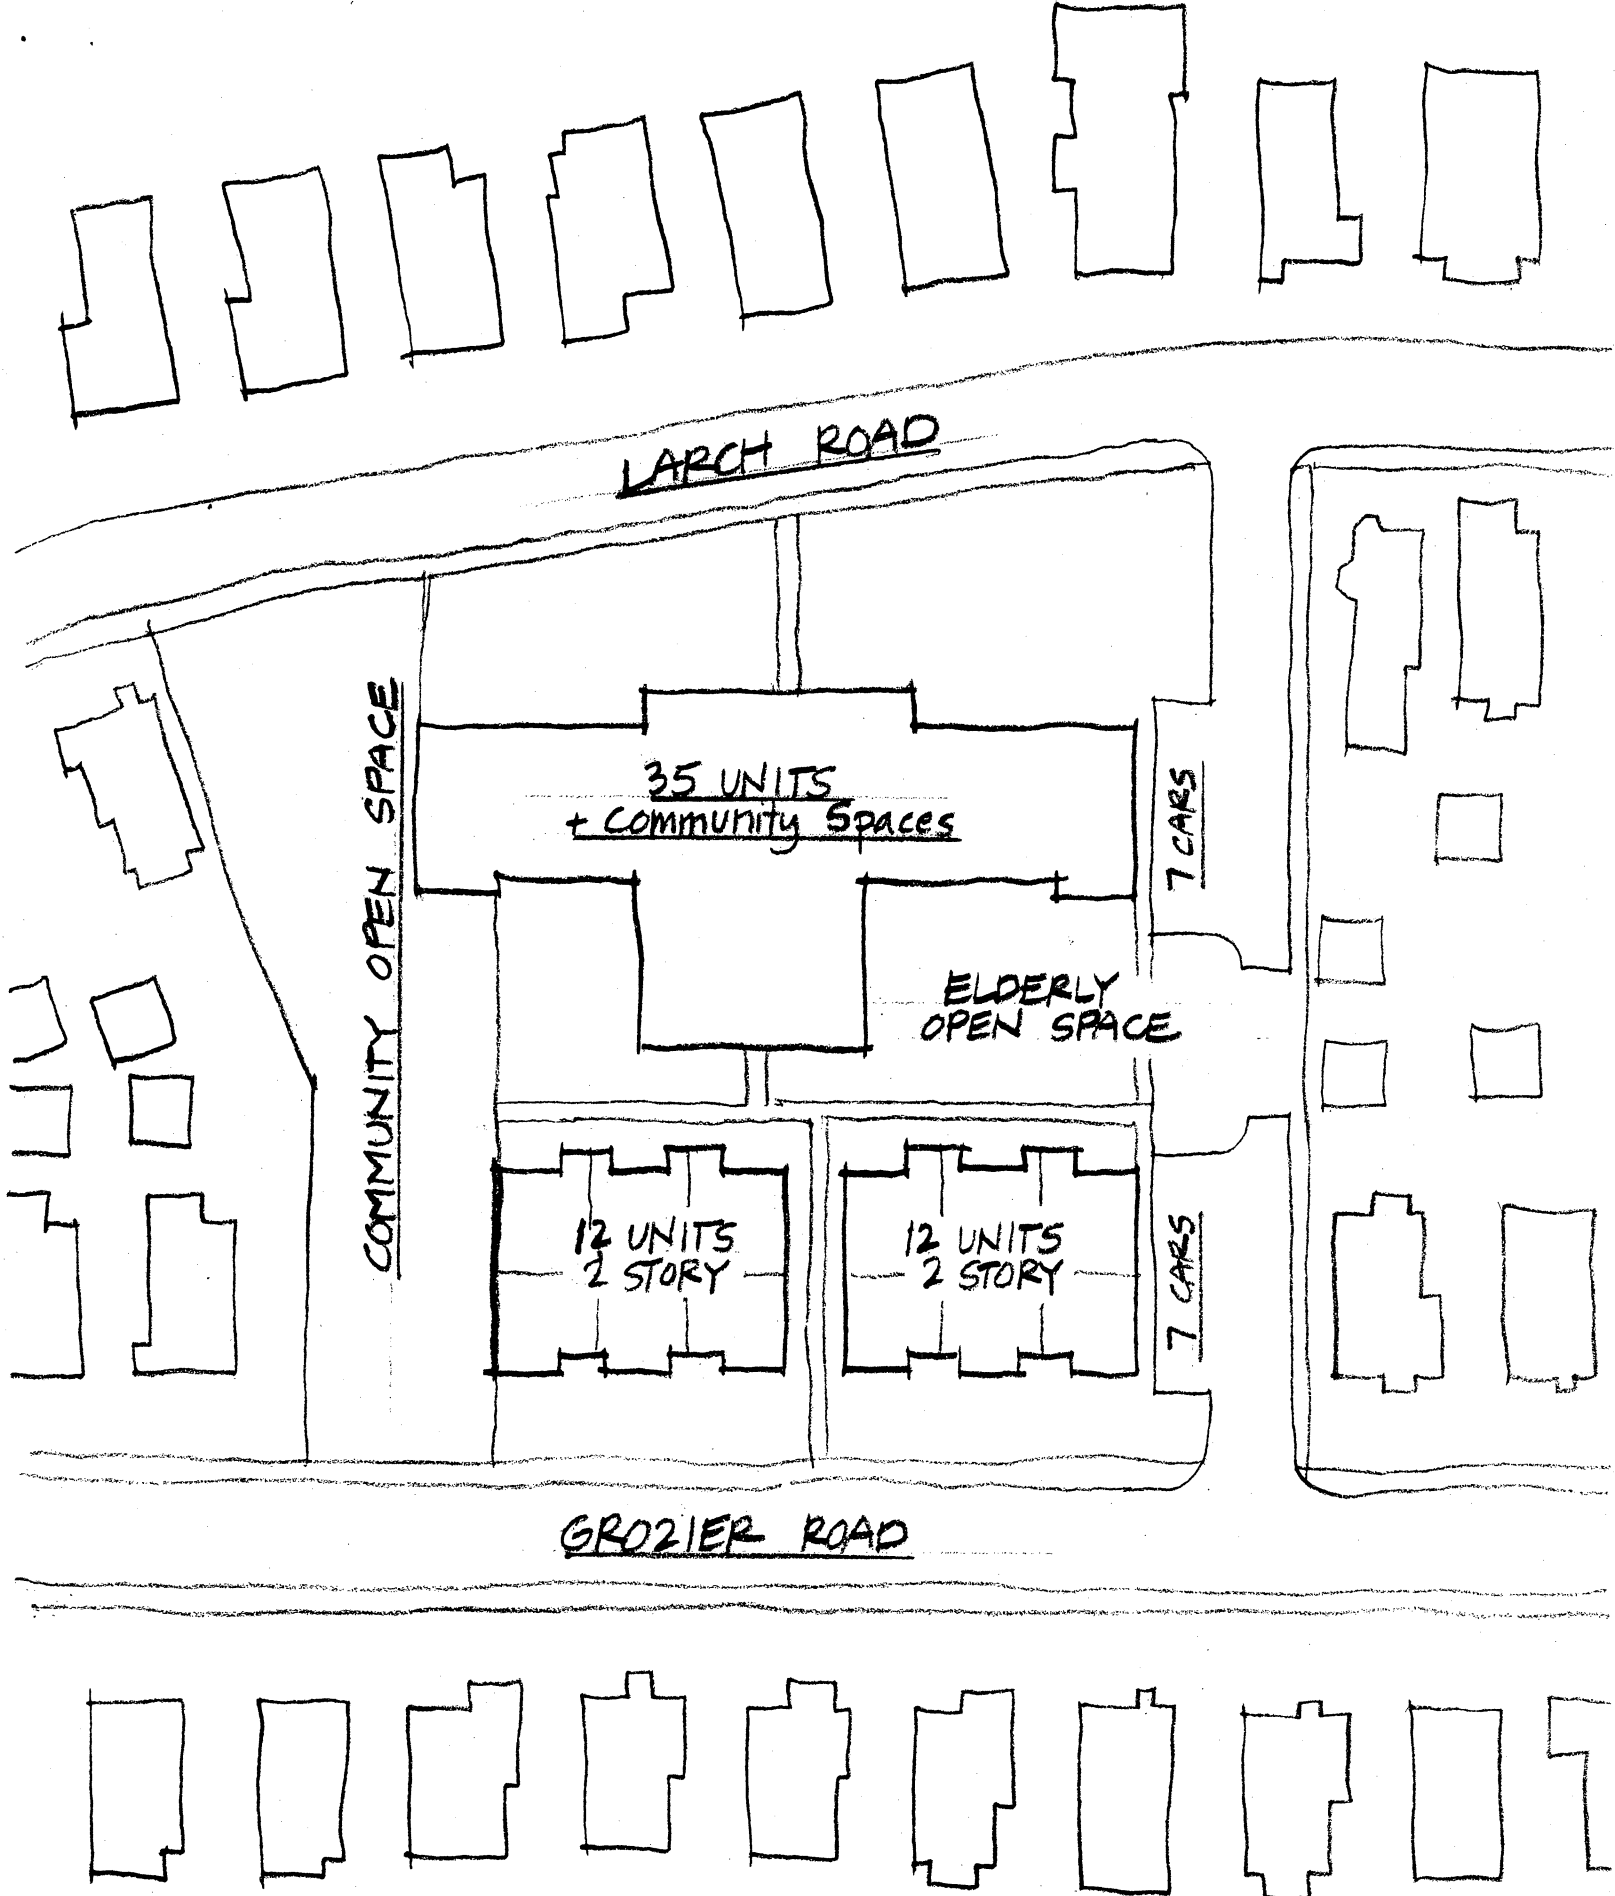 LARCH ROAD
COMMUNITY OPEN SPACE
35 UNITS
+ Community Spaces
7 CARS
ELDERLY
OPEN SPACE
12 UNITS
2 STORY
12 UNITS
2 STORY
7 CARS
GROZIER ROAD